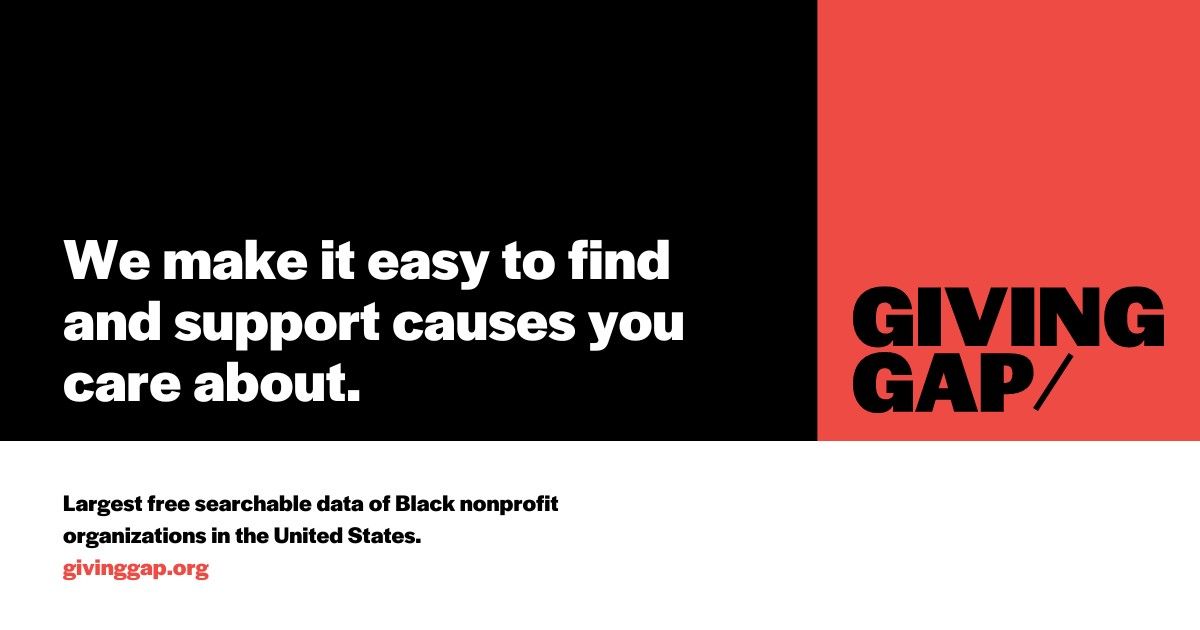 We make it easy to find
and support causes you
care about.
GIVING
GAP/
Largest free searchable data of Black nonprofit
organizations in the United States.
givinggap.org